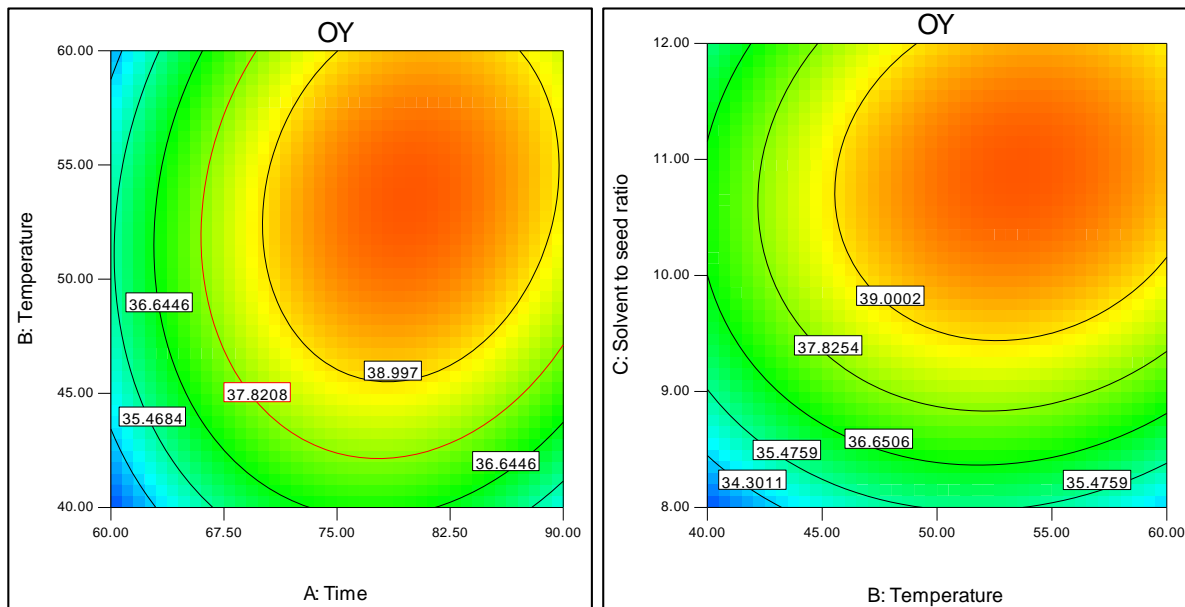 OY
60.00
55.00
50.00
45.00
40.00
B: Temperature
36.6446
35.4684
37.8208
38.997
36.6446
60.00 67.50 75.00 82.50 90.00
A: Time
OY
12.00
11.00
10.00
9.00
8.00
C: Solvent to seed ratio
39.0002
37.8254
36.6506
35.4759
34.3011
35.4759
40.00 45.00 50.00 55.00 60.00
B: Temperature